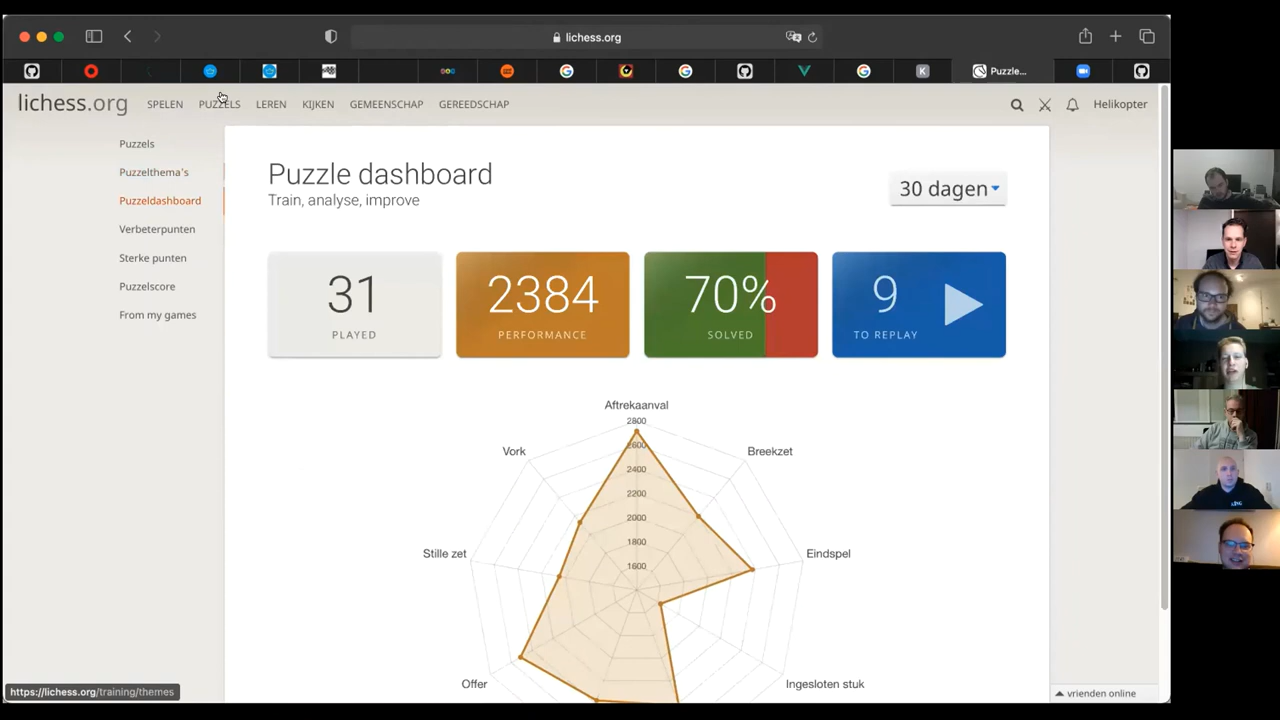 lichess.org
K
Puzzle...
lichess.org
SPELEN
PUZZELS
LEREN
KIJKEN
GEMEENSCHAP
GEREEDSCHAP
Helikopter
Puzzels
Puzzelthema's
Puzzeldashboard
Verbeterpunten
Sterke punten
Puzzelscore
From my games
Puzzle dashboard
Train, analyse, improve
30 dagen
31
PLAYED
2384
PERFORMANCE
70%
SOLVED
9
TO REPLAY
Aftrekaanval
2800
2600
2400
2200
2000
1800
1600
Vork
Breekzet
Stille zet
Eindspel
Offer
Ingesloten stuk
https://lichess.org/training/themes
vrienden online